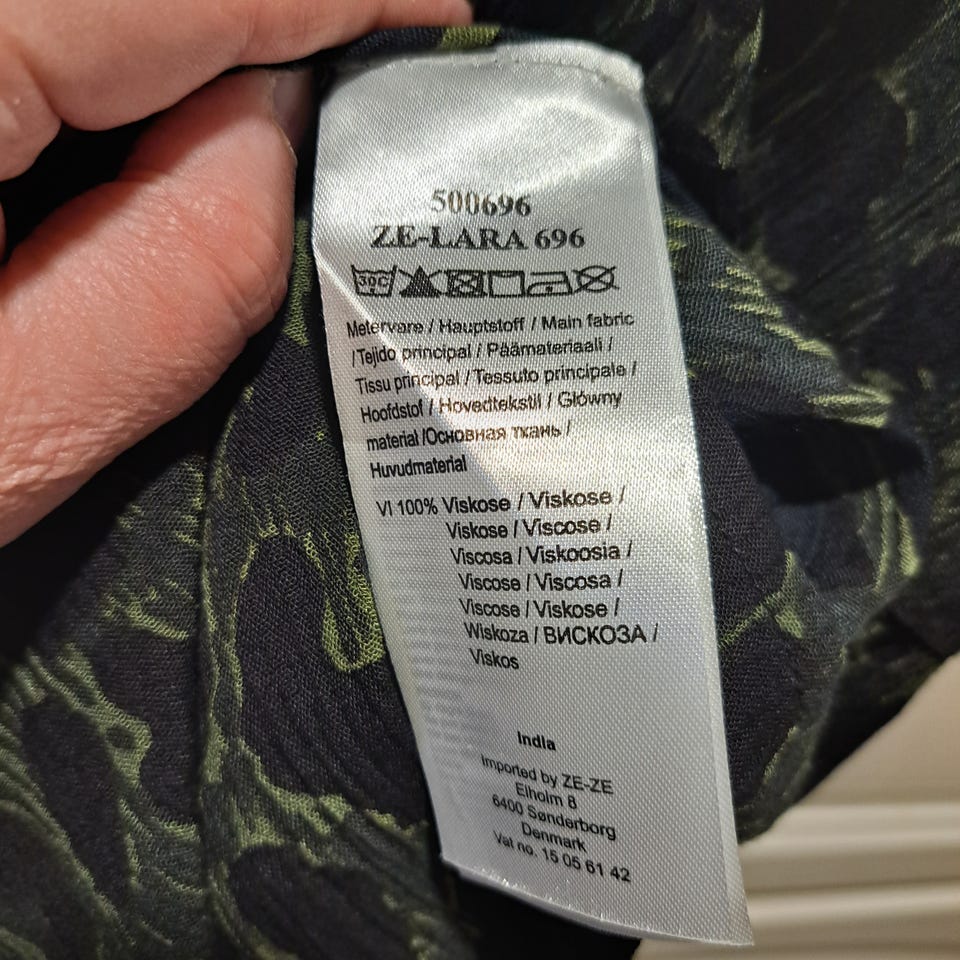 500696
ZE-LARA 696
30C
Metervare / Hauptstoff / Main fabric
/Tejido principal / Päämateriaali /
Tissu principal / Tessuto principale /
Hoofdstof / Hovedtekstil / Główny
material /Основная ткань /
Huvudmaterial
VI 100% Viskose / Viskose /
Viskose / Viscose /
Viscosa / Viskoosia /
Viscose / Viscosa /
Viscose / Viskose /
Wiskoza / ВИСКОЗА /
Viskos
India
Imported by ZE-ZE
Elholm 8
6400 Sønderborg
Denmark
Vat no. 15 05 61 42